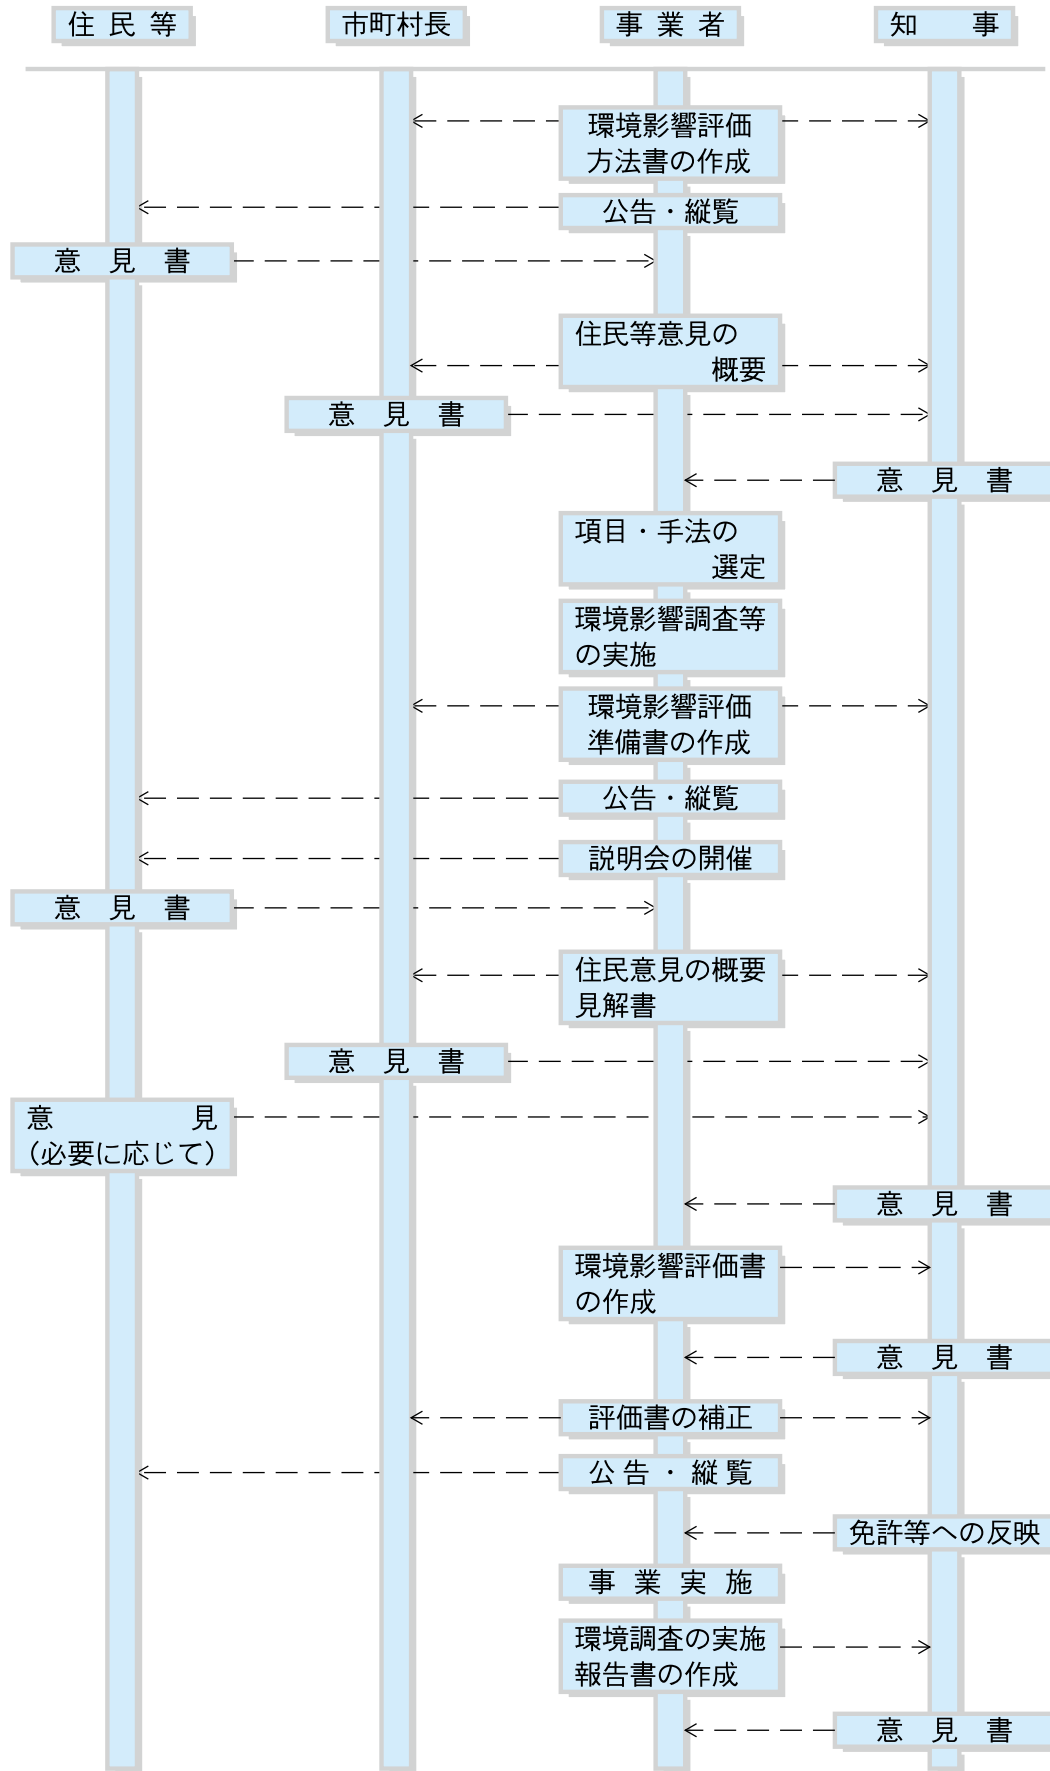 住民等
市町村長
事業者
知　事
環境影響評価
方法書の作成
公告・縦覧
意　見　書
住民等意見の
概要
意　見　書
意　見　書
項目・手法の
選定
環境影響調査等
の実施
環境影響評価
準備書の作成
公告・縦覧
説明会の開催
意　見　書
住民意見の概要
見解書
意　見　書
意　　　　　見
（必要に応じて）
意　見　書
環境影響評価書
の作成
意　見　書
評価書の補正
公告・縦覧
免許等への反映
事業実施
環境調査の実施
報告書の作成
意　見　書